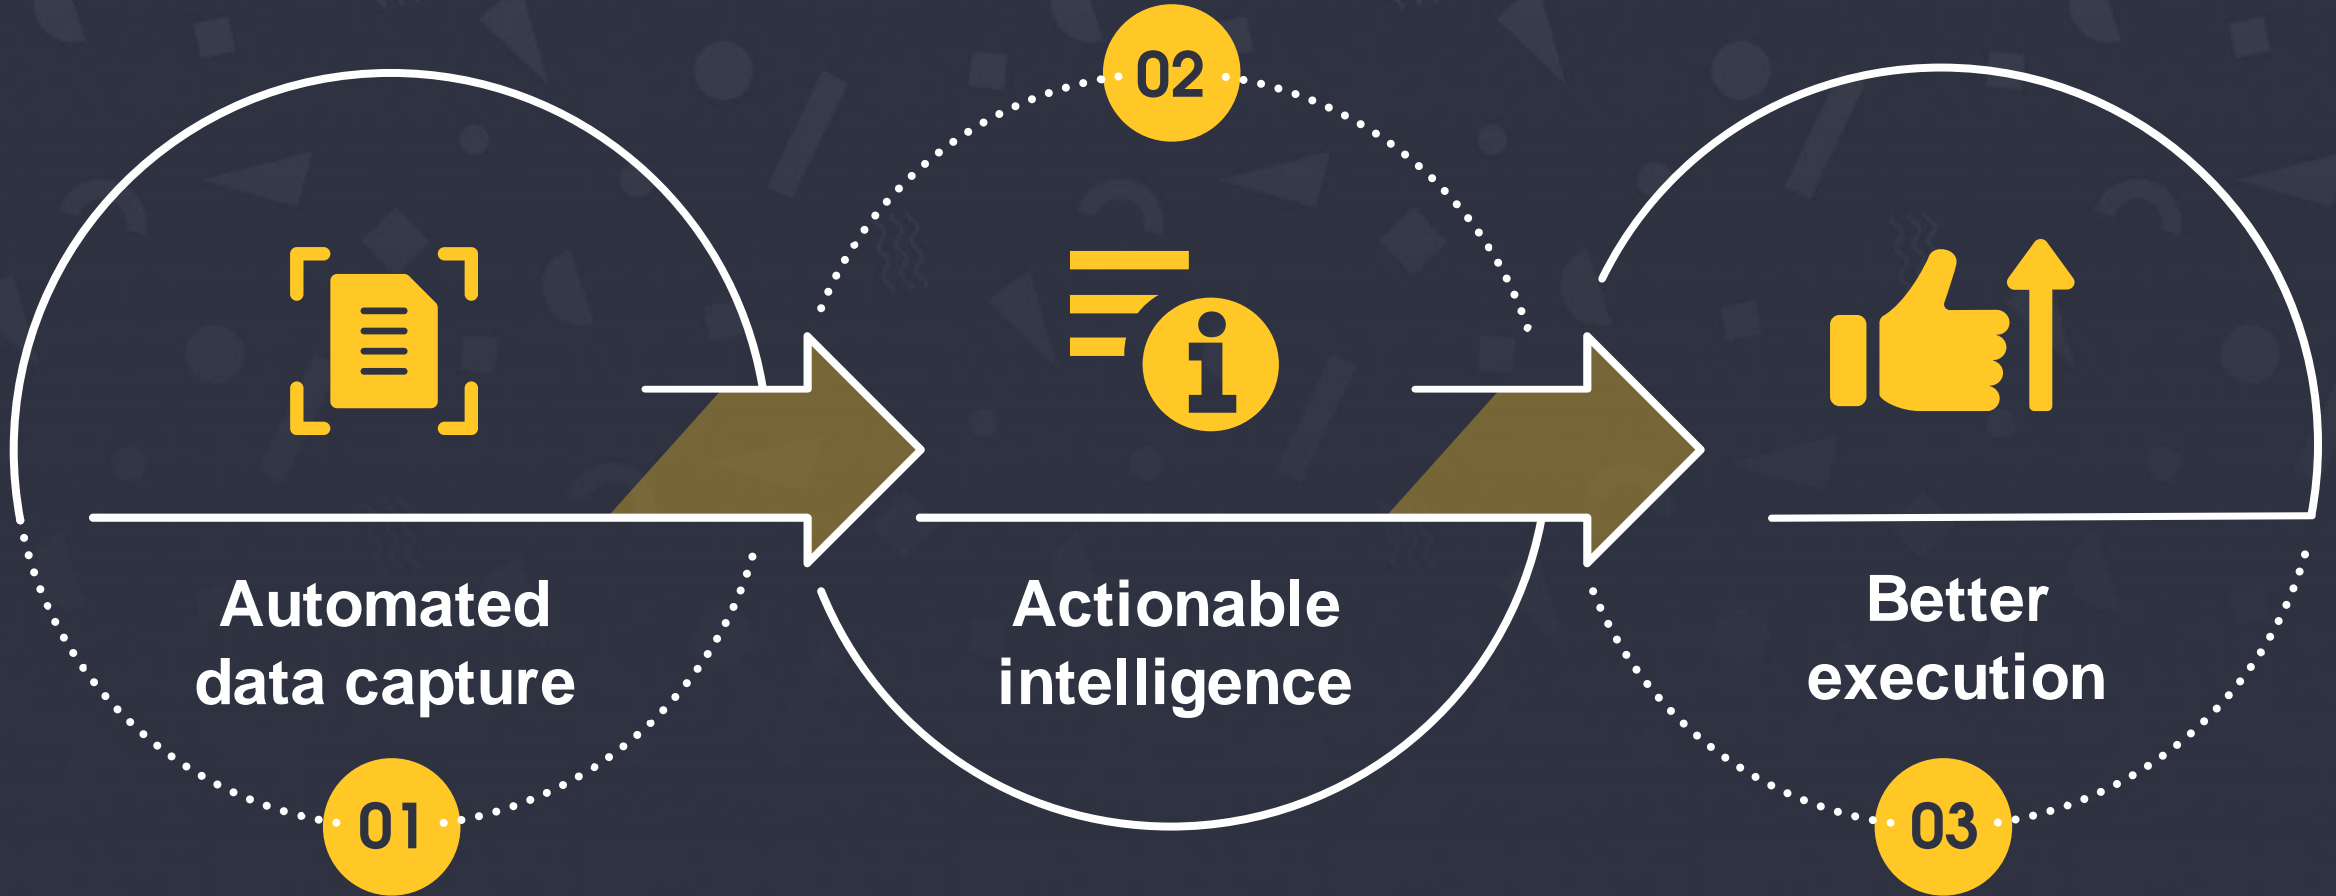 02
Automated
data capture
Actionable
intelligence
Better
execution
01
03